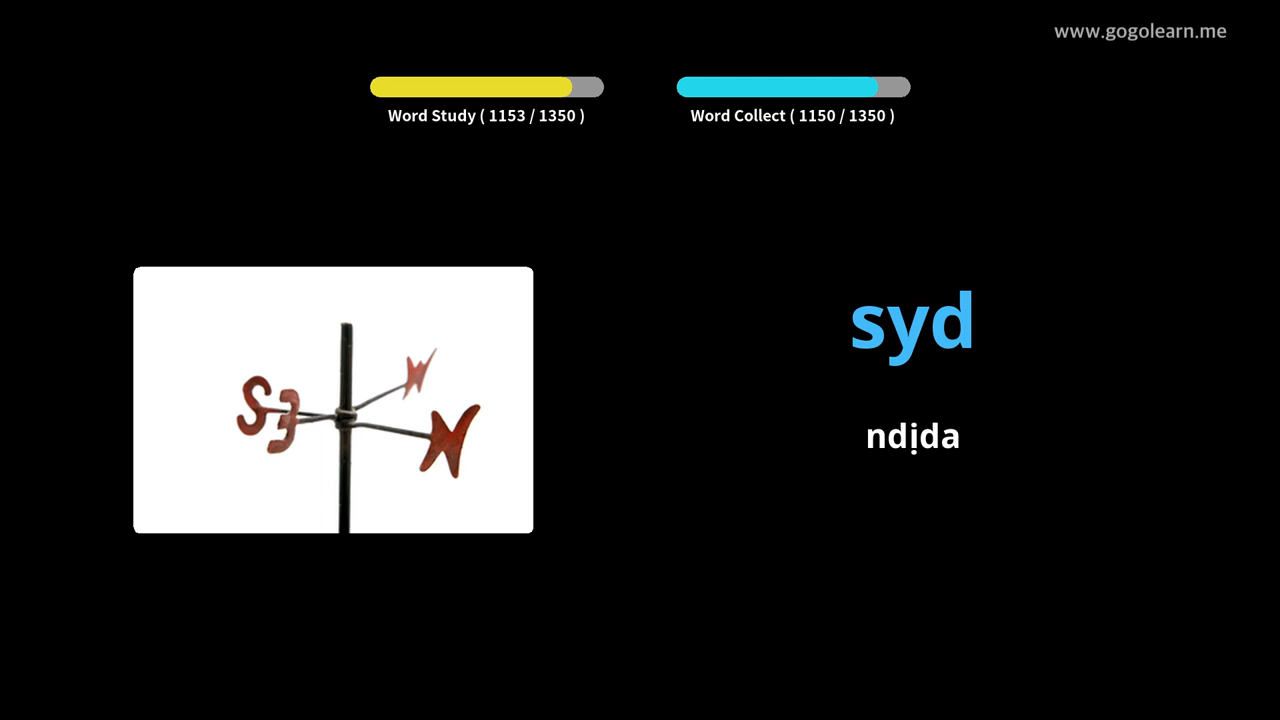 www.gogolearn.me
Word Study ( 1153 / 1350 )
Word Collect ( 1150 / 1350 )
syd
ndịda
S
E
N